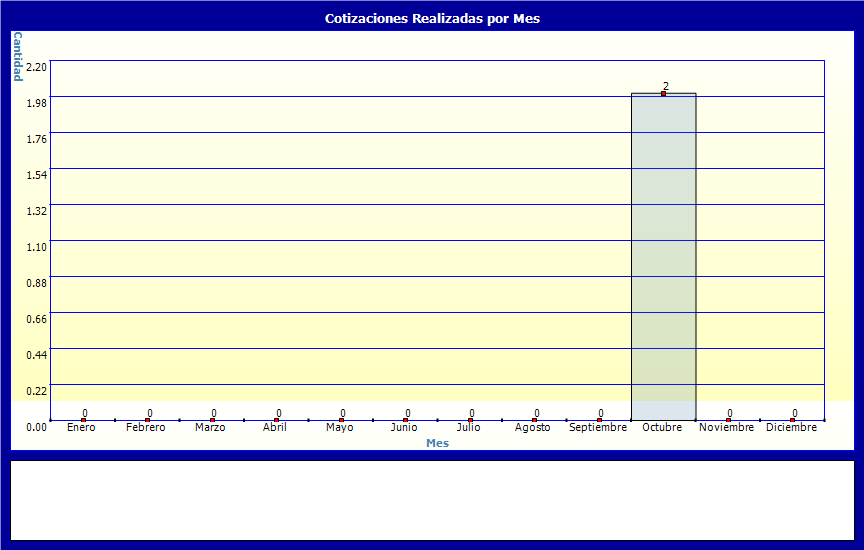 Cotizaciones Realizadas por Mes
Cantidad
2.20
1.98
1.76
1.54
1.32
1.10
0.88
0.66
0.44
0.22
0.00
0 0 0 0 0 0 0 0 0 2 0 0
Enero Febrero Marzo Abril Mayo Junio Julio Agosto Septiembre Octubre Noviembre Diciembre
Mes